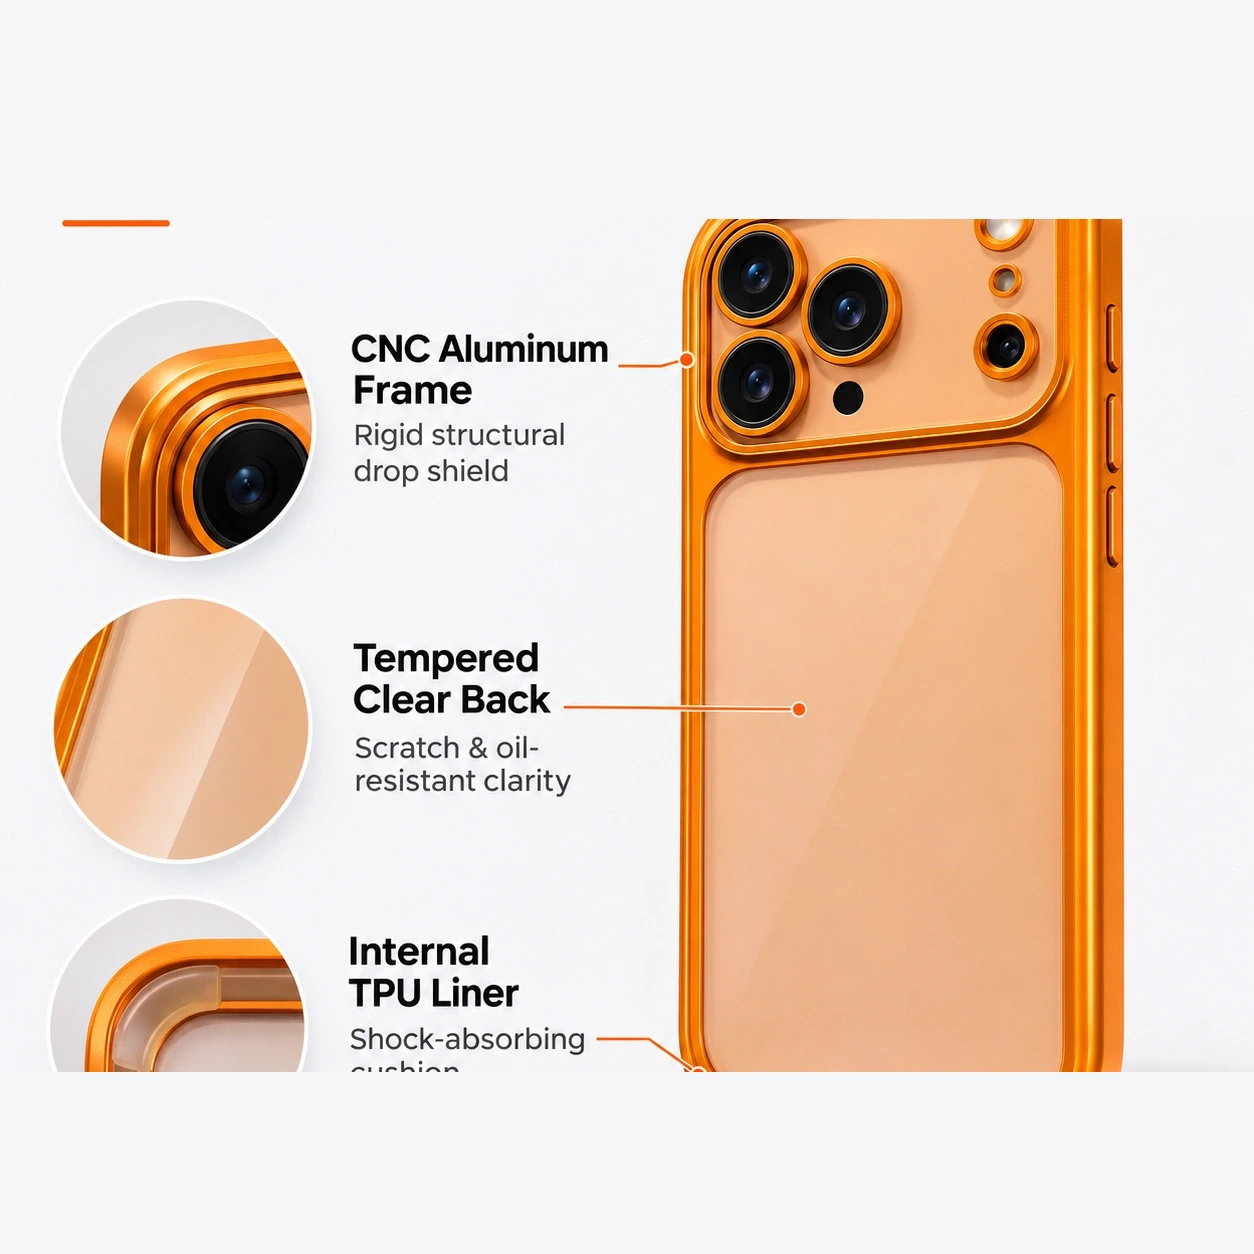 CNC Aluminum
Frame
Rigid structural
drop shield
Tempered
Clear Back
Scratch & oil-
resistant clarity
Internal
TPU Liner
Shock-absorbing
cushion